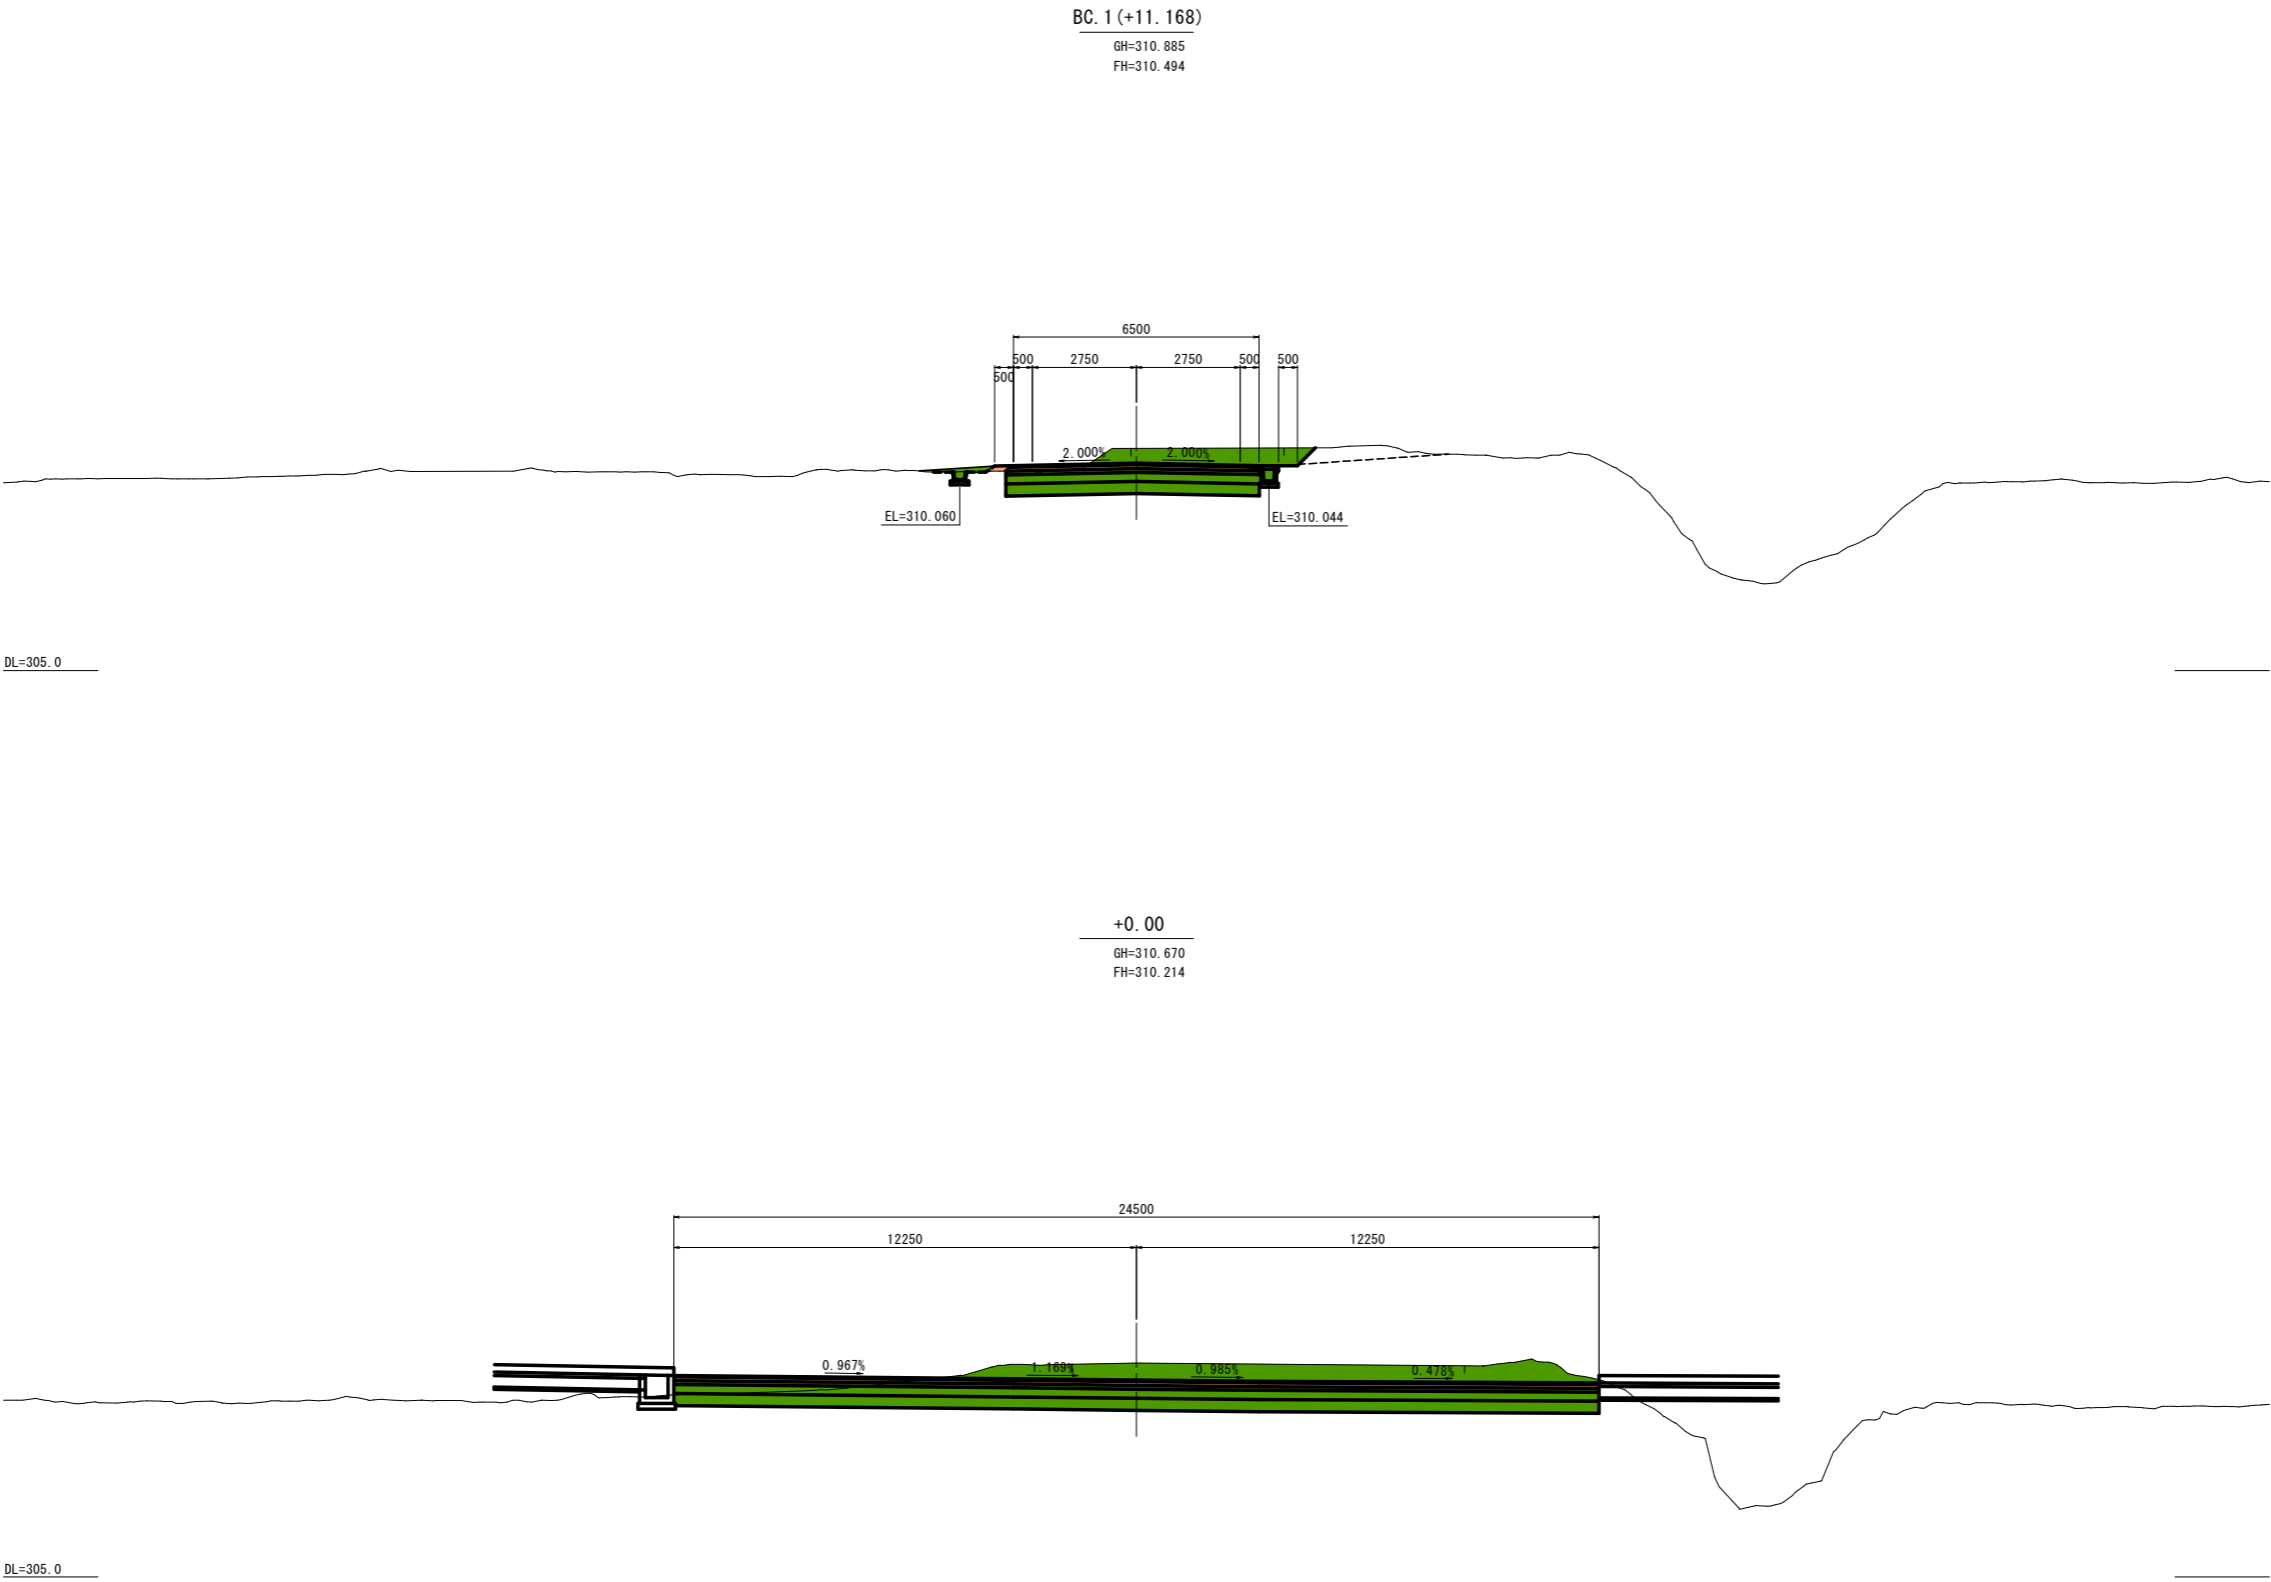 BC.1(+11.168)
GH=310.885
FH=310.494
6500
500 2750 2750 500 500
500
2.000% 2.000%
EL=310.060 EL=310.044
DL=305.0
+0.00
GH=310.670
FH=310.214
24500
12250 12250
0.967% 1.169% 0.985% 0.478%
DL=305.0